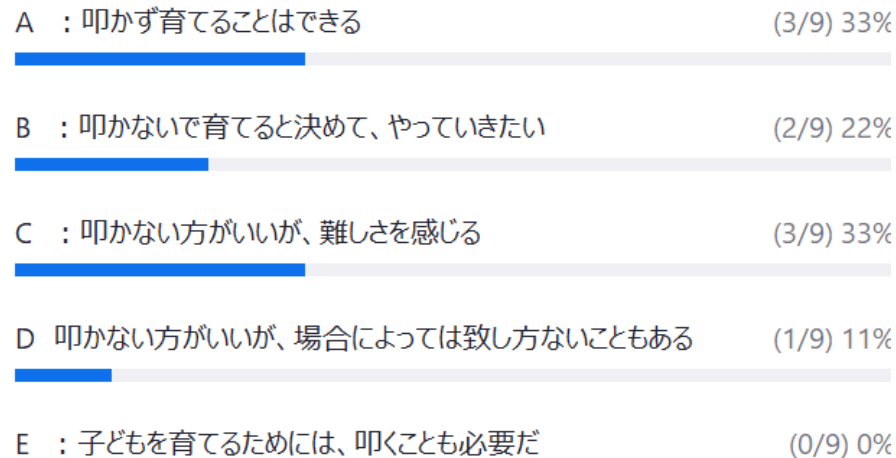 A ：叩かず育てることはできる (3/9) 33%
B ：叩かないで育てると決めて、やっていきたい (2/9) 22%
C ：叩かない方がいいが、難しさを感じる (3/9) 33%
D 叩かない方がいいが、場合によっては致し方ないこともある (1/9) 11%
E ：子どもを育てるためには、叩くことも必要だ (0/9) 0%